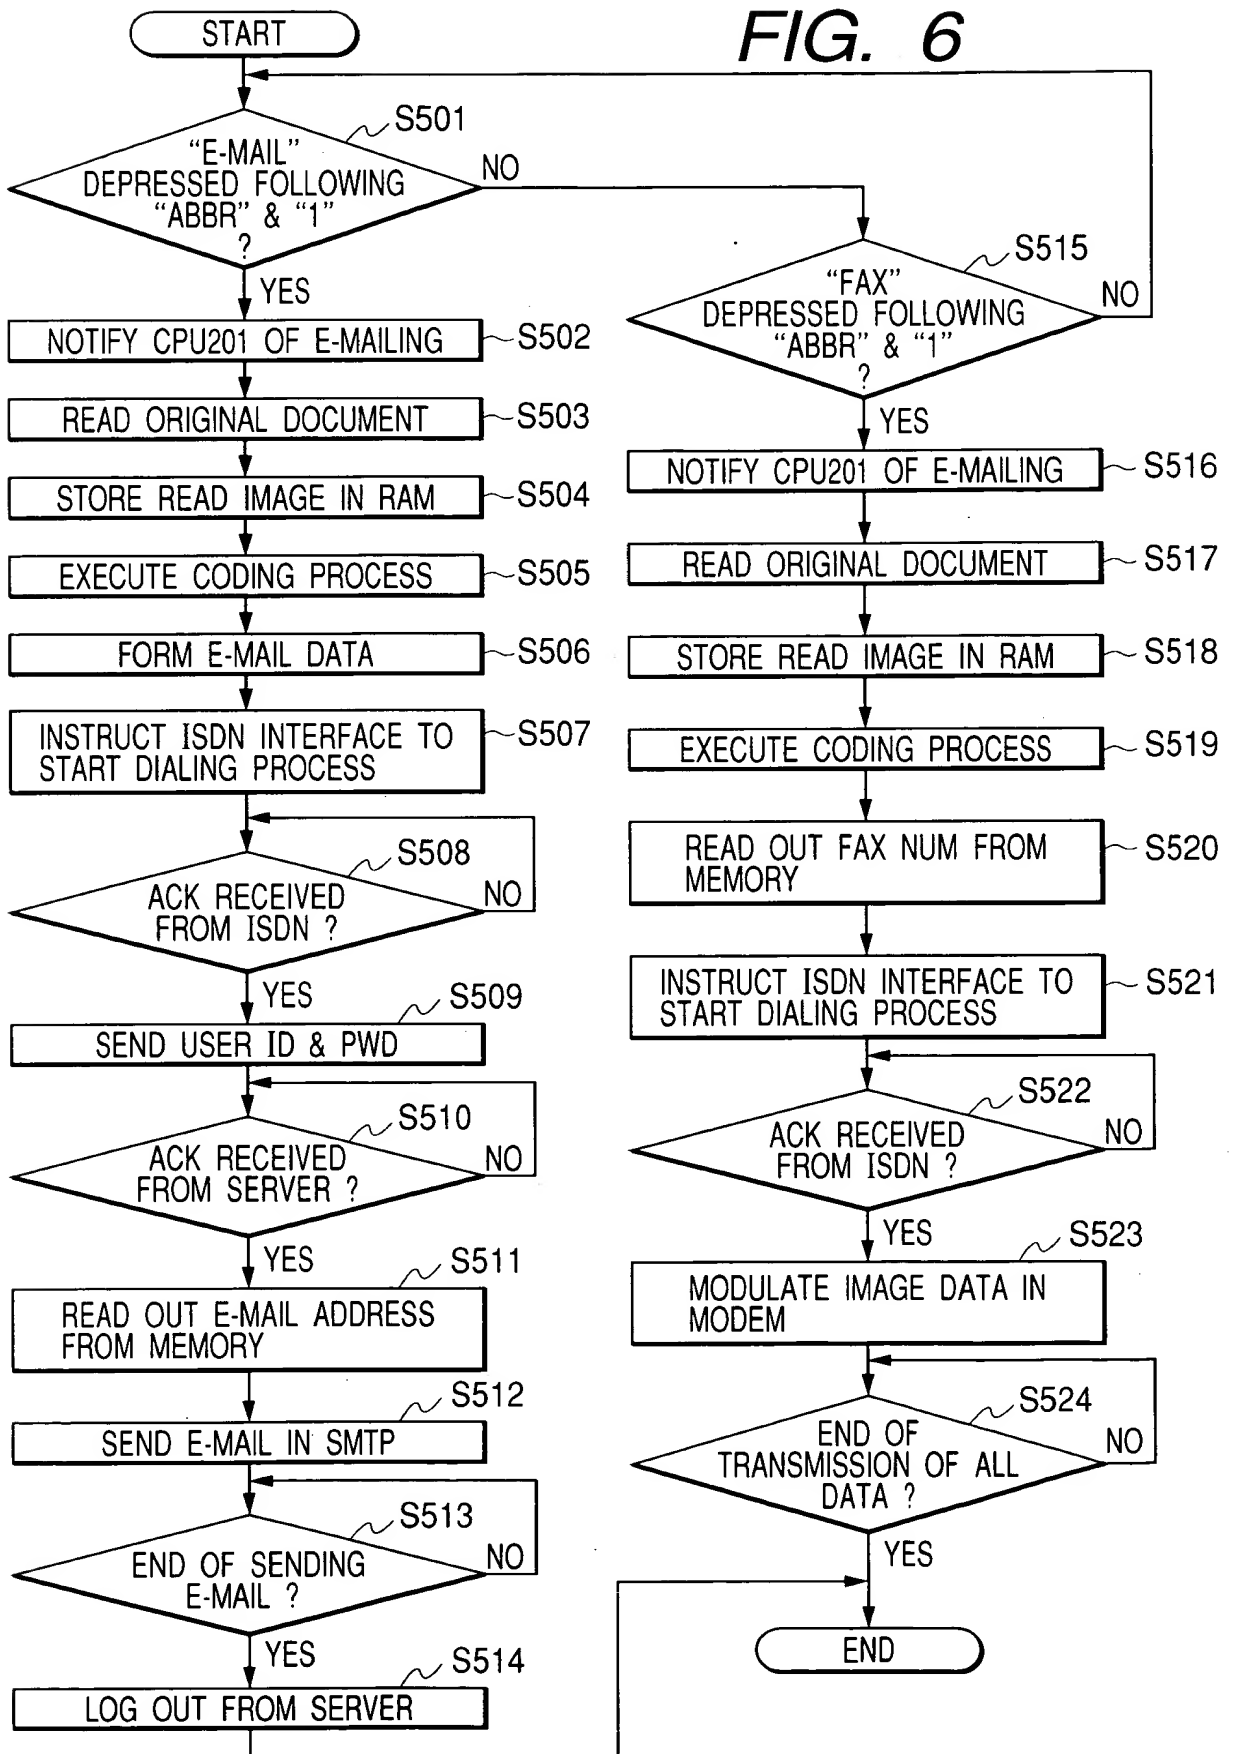 FIG. 6
START
S501
“E-MAIL”
DEPRESSED FOLLOWING
“ABBR” & “1”
?
NO
YES
NOTIFY CPU201 OF E-MAILING
S502
READ ORIGINAL DOCUMENT
S503
STORE READ IMAGE IN RAM
S504
EXECUTE CODING PROCESS
S505
FORM E-MAIL DATA
S506
INSTRUCT ISDN INTERFACE TO
START DIALING PROCESS
S507
S508
ACK RECEIVED
FROM ISDN ?
NO
YES
S509
SEND USER ID & PWD
S510
ACK RECEIVED
FROM SERVER ?
NO
YES
S511
READ OUT E-MAIL ADDRESS
FROM MEMORY
S512
SEND E-MAIL IN SMTP
S513
END OF SENDING
E-MAIL ?
NO
YES
S514
LOG OUT FROM SERVER
S515
“FAX”
DEPRESSED FOLLOWING
“ABBR” & “1”
?
NO
YES
NOTIFY CPU201 OF E-MAILING
S516
READ ORIGINAL DOCUMENT
S517
STORE READ IMAGE IN RAM
S518
EXECUTE CODING PROCESS
S519
READ OUT FAX NUM FROM
MEMORY
S520
INSTRUCT ISDN INTERFACE TO
START DIALING PROCESS
S521
S522
ACK RECEIVED
FROM ISDN ?
NO
YES
S523
MODULATE IMAGE DATA IN
MODEM
S524
END OF
TRANSMISSION OF ALL
DATA ?
NO
YES
END